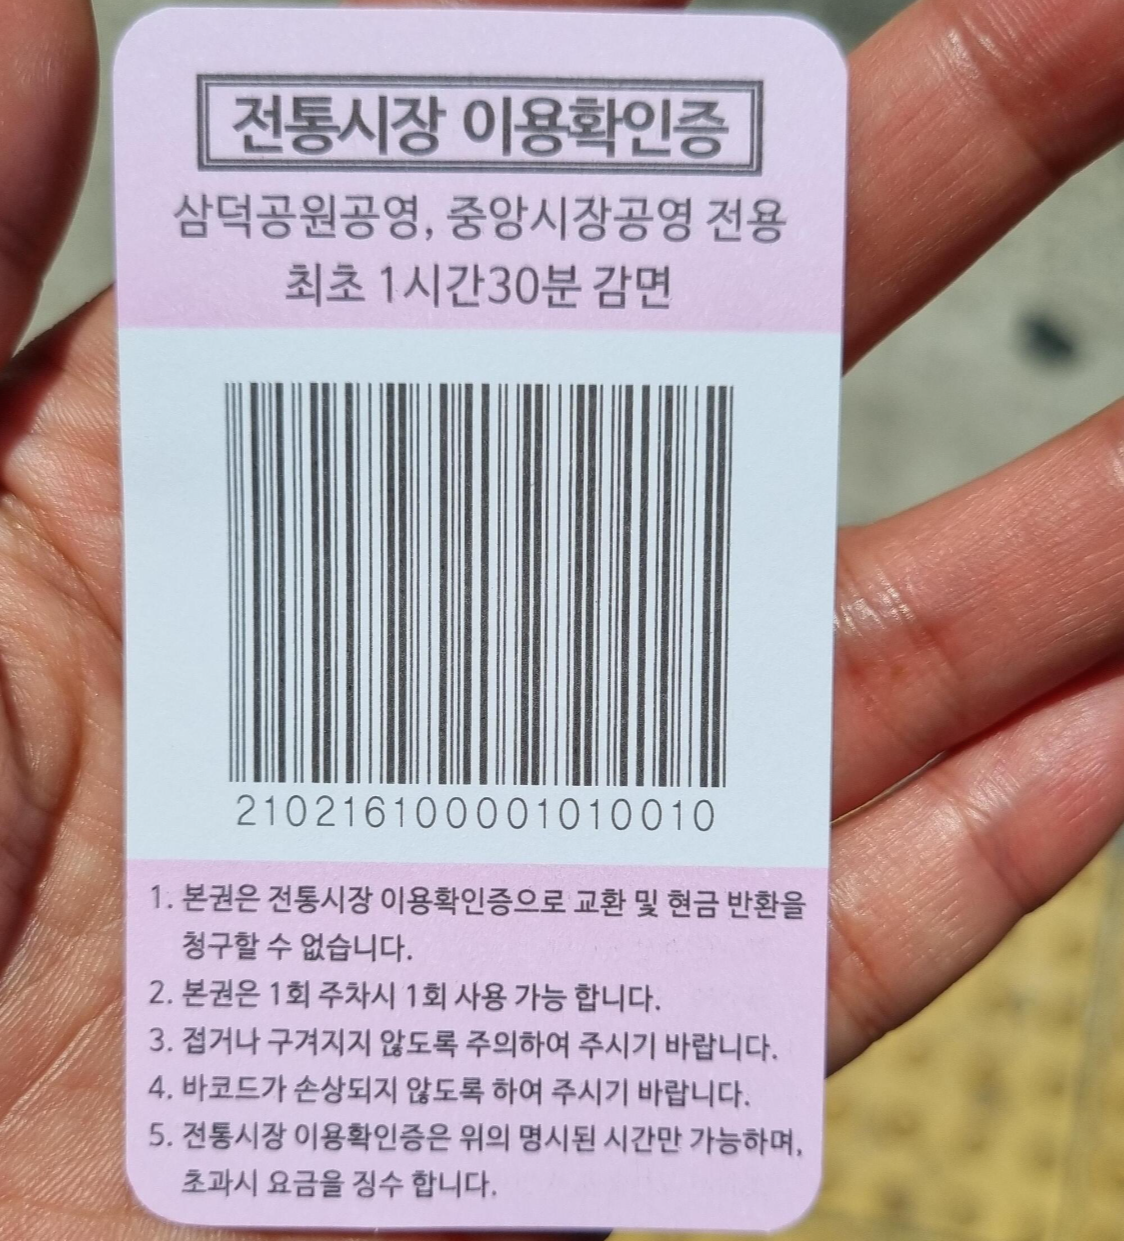 전통시장 이용확인증
삼덕공원공영, 중앙시장공영 전용
최초 1시간30분 감면
210216100001010010
1. 본권은 전통시장 이용확인증으로 교환 및 현금 반환을
청구할 수 없습니다.
2. 본권은 1회 주차시 1회 사용 가능 합니다.
3. 접거나 구겨지지 않도록 주의하여 주시기 바랍니다.
4. 바코드가 손상되지 않도록 하여 주시기 바랍니다.
5. 전통시장 이용확인증은 위의 명시된 시간만 가능하며,
초과시 요금을 징수 합니다.